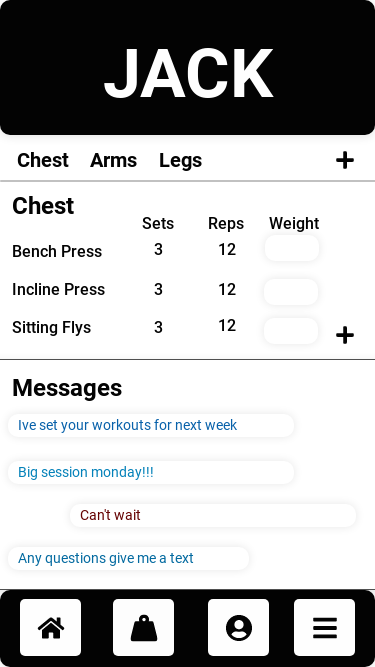 JACK
Chest Arms Legs +
Chest
Sets Reps Weight
Bench Press 3 12
Incline Press 3 12
Sitting Flys 3 12
+
Messages
Ive set your workouts for next week
Big session monday!!!
Can't wait
Any questions give me a text